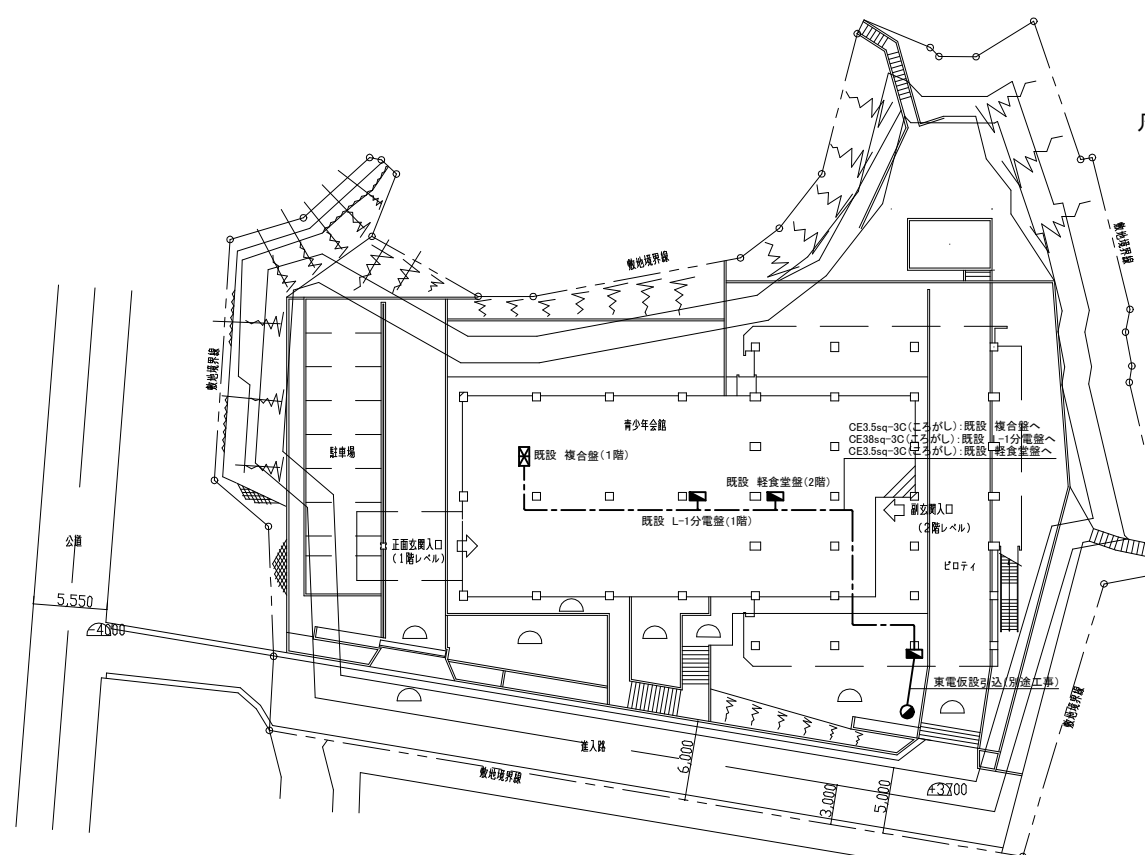 敷地境界線
敷地境界線
敷地境界線
青少年会館
駐車場
CE3.5sq-3C(ころがし):既設 複合盤へ
CE38sq-3C(ころがし):既設 L-1分電盤へ
CE3.5sq-3C(ころがし):既設 軽食堂盤へ
既設 複合盤(1階)
既設 軽食堂盤(2階)
既設 L-1分電盤(1階)
副玄関入口
(2階レベル)
正面玄関入口
(1階レベル)
公道
ピロティ
5,550
-4000
東電仮設引込(別途工事)
敷地境界線
進入路
敷地境界線
6,000
3,000
5,000
+3700